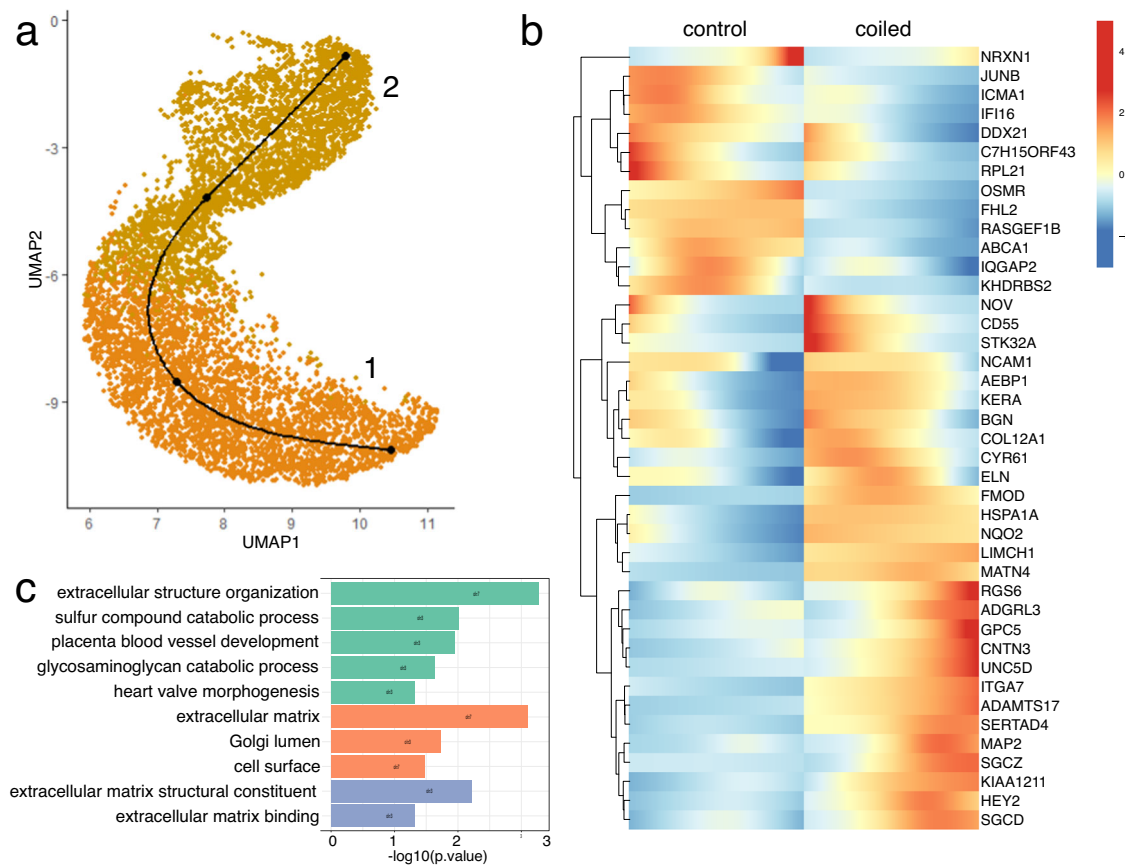 a
0
-3
-6
-9
UMAP2
2
1
6
7
8
9
10
11
UMAP1
b
control
coiled
NRXN1
JUNB
ICMA1
IFI16
DDX21
C7H15ORF43
RPL21
OSMR
FHL2
RASGEF1B
ABCA1
IQGAP2
KHDRBS2
NOV
CD55
STK32A
NCAM1
AEBP1
KERA
BGN
COL12A1
CYR61
ELN
FMOD
HSPA1A
NQO2
LIMCH1
MATN4
RGS6
ADGRL3
GPC5
CNTN3
UNC5D
ITGA7
ADAMTS17
SERTAD4
MAP2
SGCZ
KIAA1211
HEY2
SGCD
4
2
0
c
extracellular structure organization
sulfur compound catabolic process
placenta blood vessel development
glycosaminoglycan catabolic process
heart valve morphogenesis
extracellular matrix
Golgi lumen
cell surface
extracellular matrix structural constituent
extracellular matrix binding
0
1
2
3
-log10(p.value)